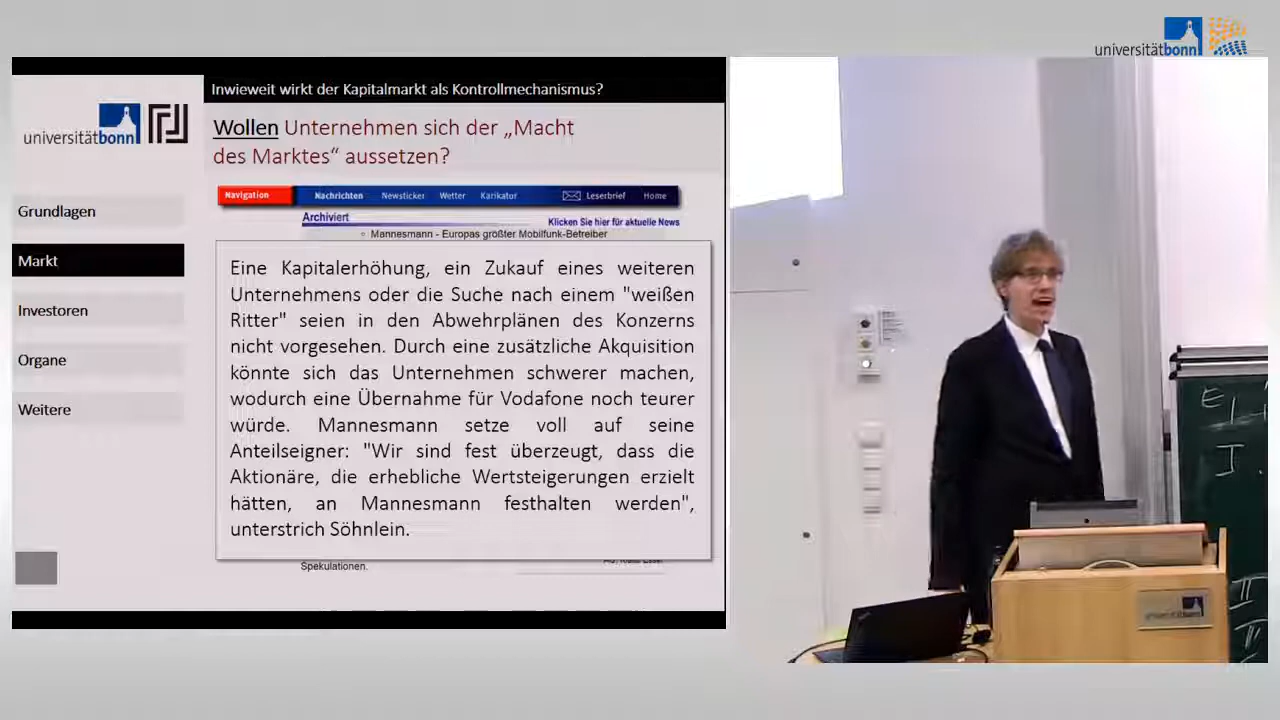 universitätbonn
Inwieweit wirkt der Kapitalmarkt als Kontrollmechanismus?
universitätbonn
Wollen Unternehmen sich der „Macht
des Marktes“ aussetzen?
Navigation Nachrichten Newsticker Wetter Karikatur Leserbrief Home
Archiviert
Klicken Sie hier für aktuelle News
Mannesmann - Europas größter Mobilfunk-Betreiber
Grundlagen
Markt
Investoren
Organe
Weitere
Eine Kapitalerhöhung, ein Zukauf eines weiteren
Unternehmens oder die Suche nach einem "weißen
Ritter" seien in den Abwehrplänen des Konzerns
nicht vorgesehen. Durch eine zusätzliche Akquisition
könnte sich das Unternehmen schwerer machen,
wodurch eine Übernahme für Vodafone noch teurer
würde. Mannesmann setze voll auf seine
Anteilseigner: "Wir sind fest überzeugt, dass die
Aktionäre, die erhebliche Wertsteigerungen erzielt
hätten, an Mannesmann festhalten werden",
unterstrich Söhnlein.
Spekulationen.
universitätbonn